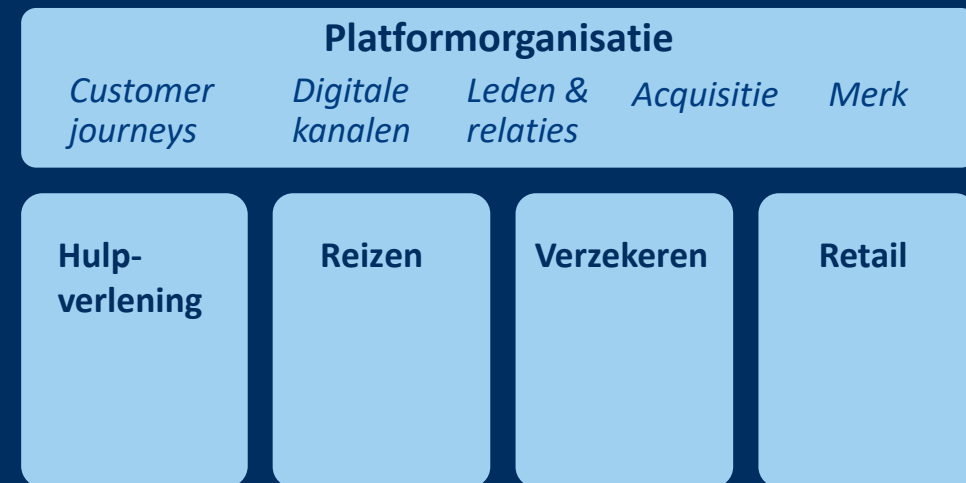 Platformorganisatie
Customer journeys
Digitale kanalen
Leden & relaties
Acquisitie
Merk
Hulp-
verlening
Reizen
Verzekeren
Retail